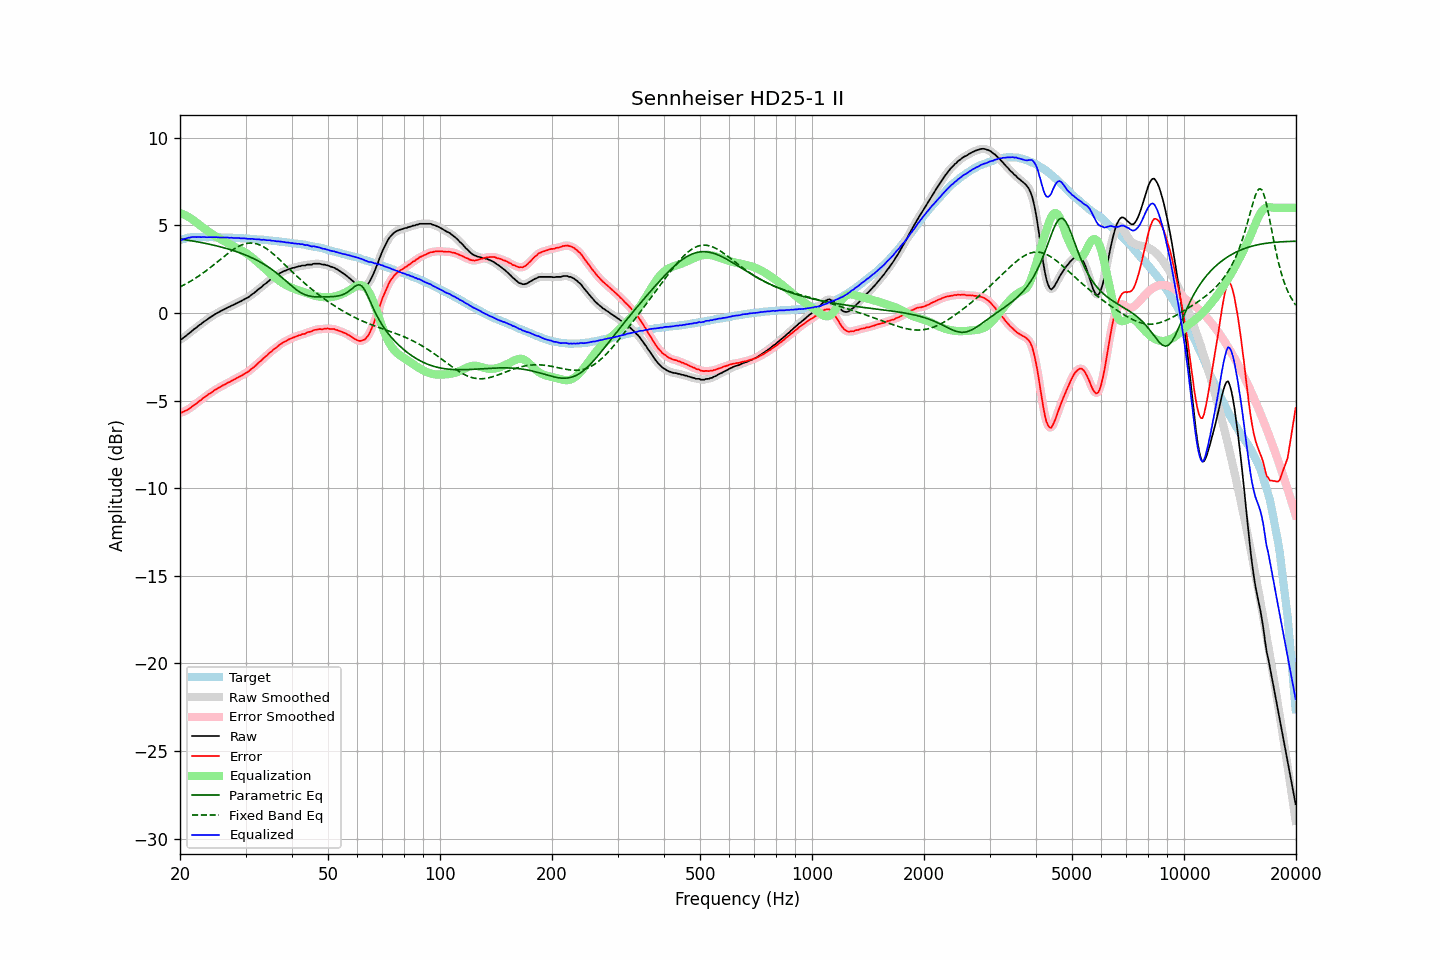 Sennheiser HD25-1 II
10
5
0
−5
−10
−15
−20
−25
−30
Amplitude (dBr)
Target
Raw Smoothed
Error Smoothed
Raw
Error
Equalization
Parametric Eq
Fixed Band Eq
Equalized
20 50 100 200 500 1000 2000 5000 10000 20000
Frequency (Hz)